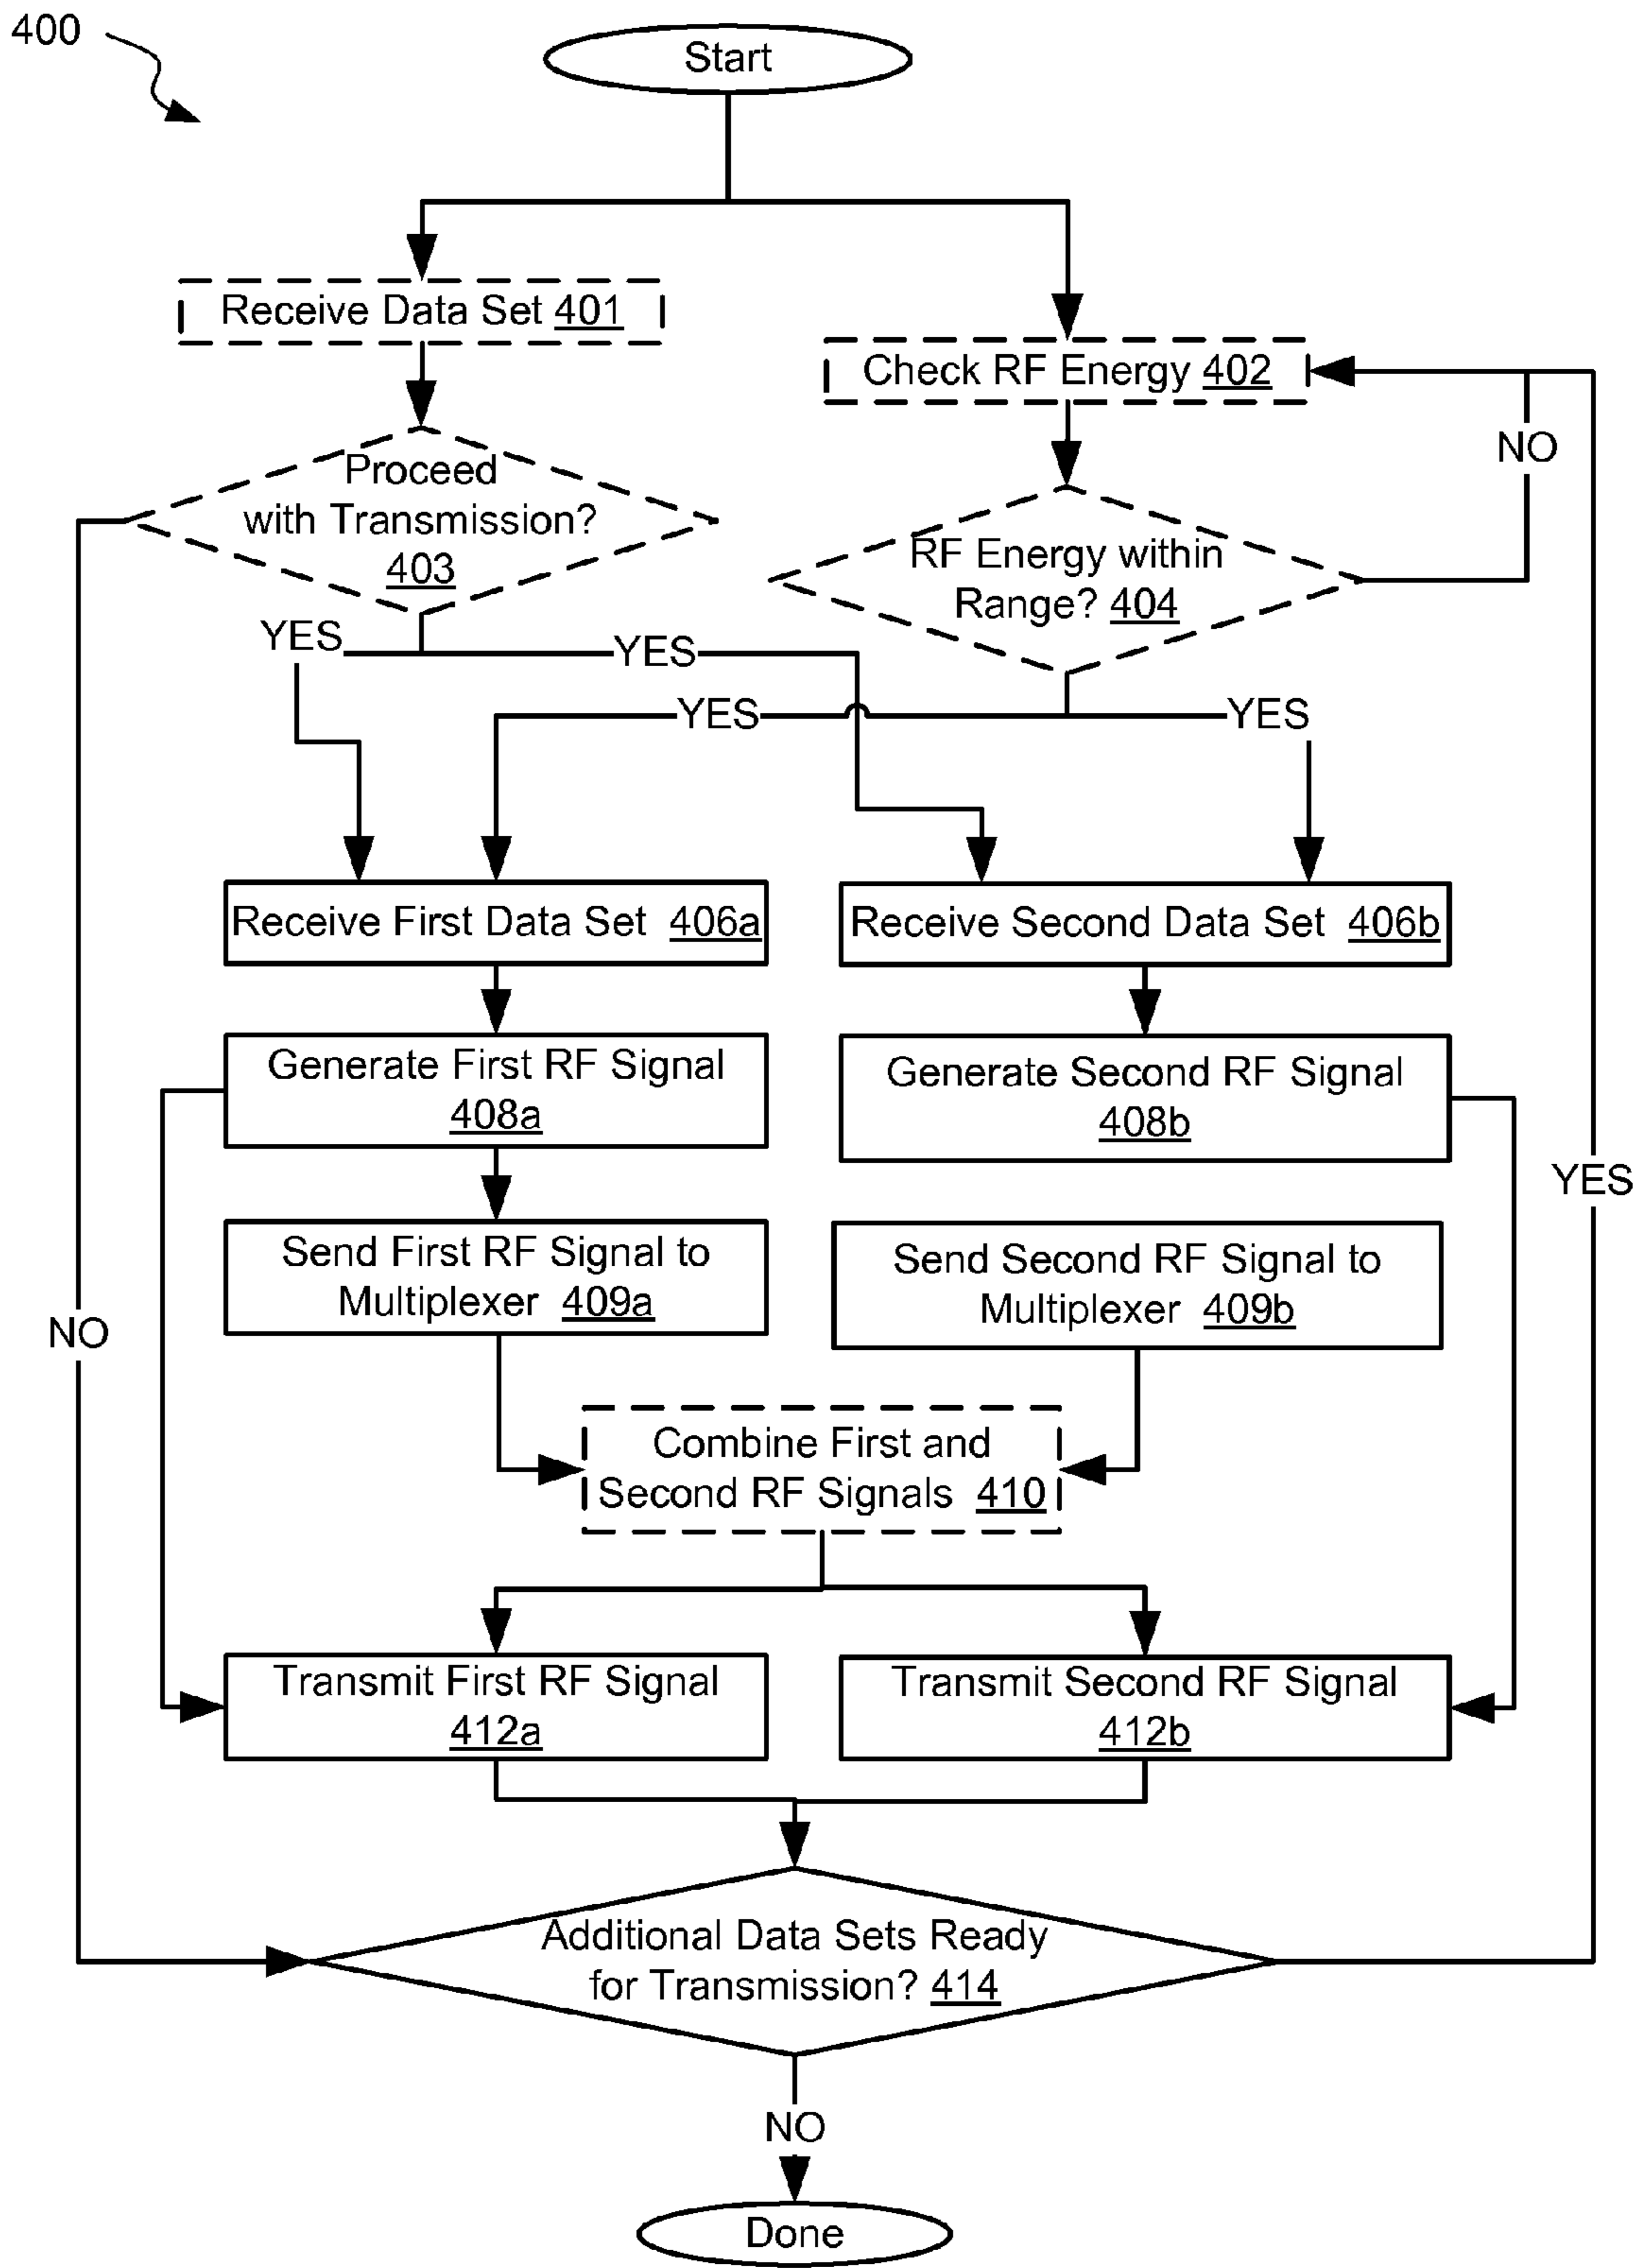 400
Start
Receive Data Set 401
Check RF Energy 402
NO
Proceed
with Transmission?
403
RF Energy within
Range? 404
YES
YES
YES
YES
Receive First Data Set 406a
Receive Second Data Set 406b
Generate First RF Signal
408a
Generate Second RF Signal
408b
YES
Send First RF Signal to
Multiplexer 409a
Send Second RF Signal to
Multiplexer 409b
NO
Combine First and
Second RF Signals 410
Transmit First RF Signal
412a
Transmit Second RF Signal
412b
Additional Data Sets Ready
for Transmission? 414
NO
Done